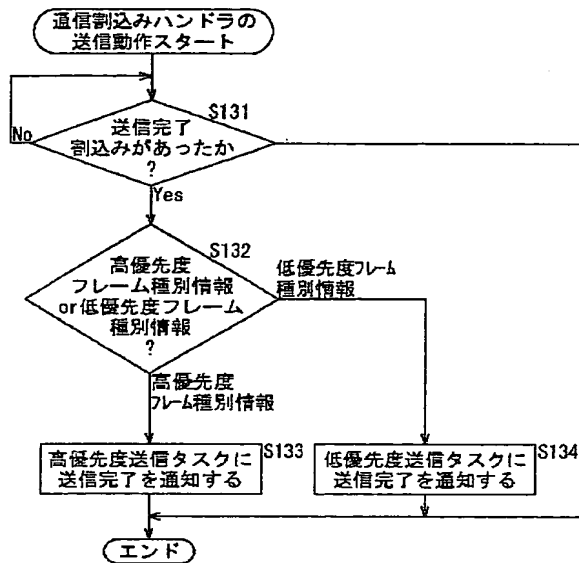 通信割込みハンドラの
送信動作スタート
S131
送信完了
割込みがあったか
?
No
Yes
S132
高優先度
フレーム種別情報
or低優先度フレーム
種別情報
?
低優先度フレーム
種別情報
高優先度
フレーム種別情報
S133
高優先度送信タスクに
送信完了を通知する
S134
低優先度送信タスクに
送信完了を通知する
エンド